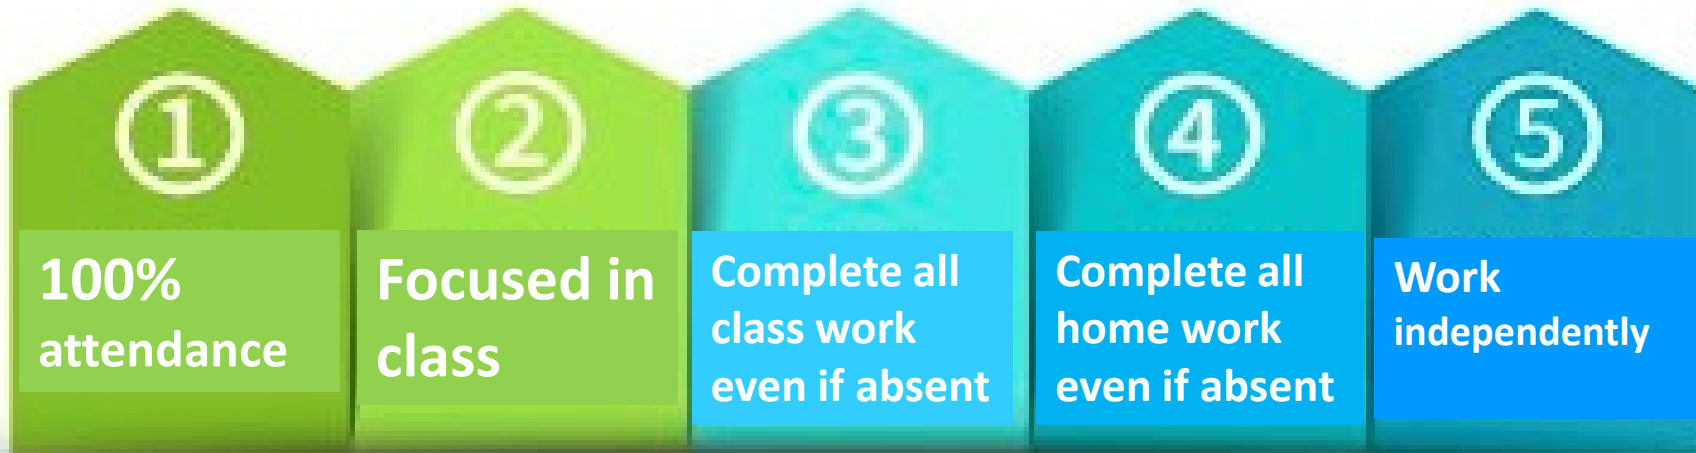 ①
100%
attendance
②
Focused in
class
③
Complete all
class work
even if absent
④
Complete all
home work
even if absent
⑤
Work
independently